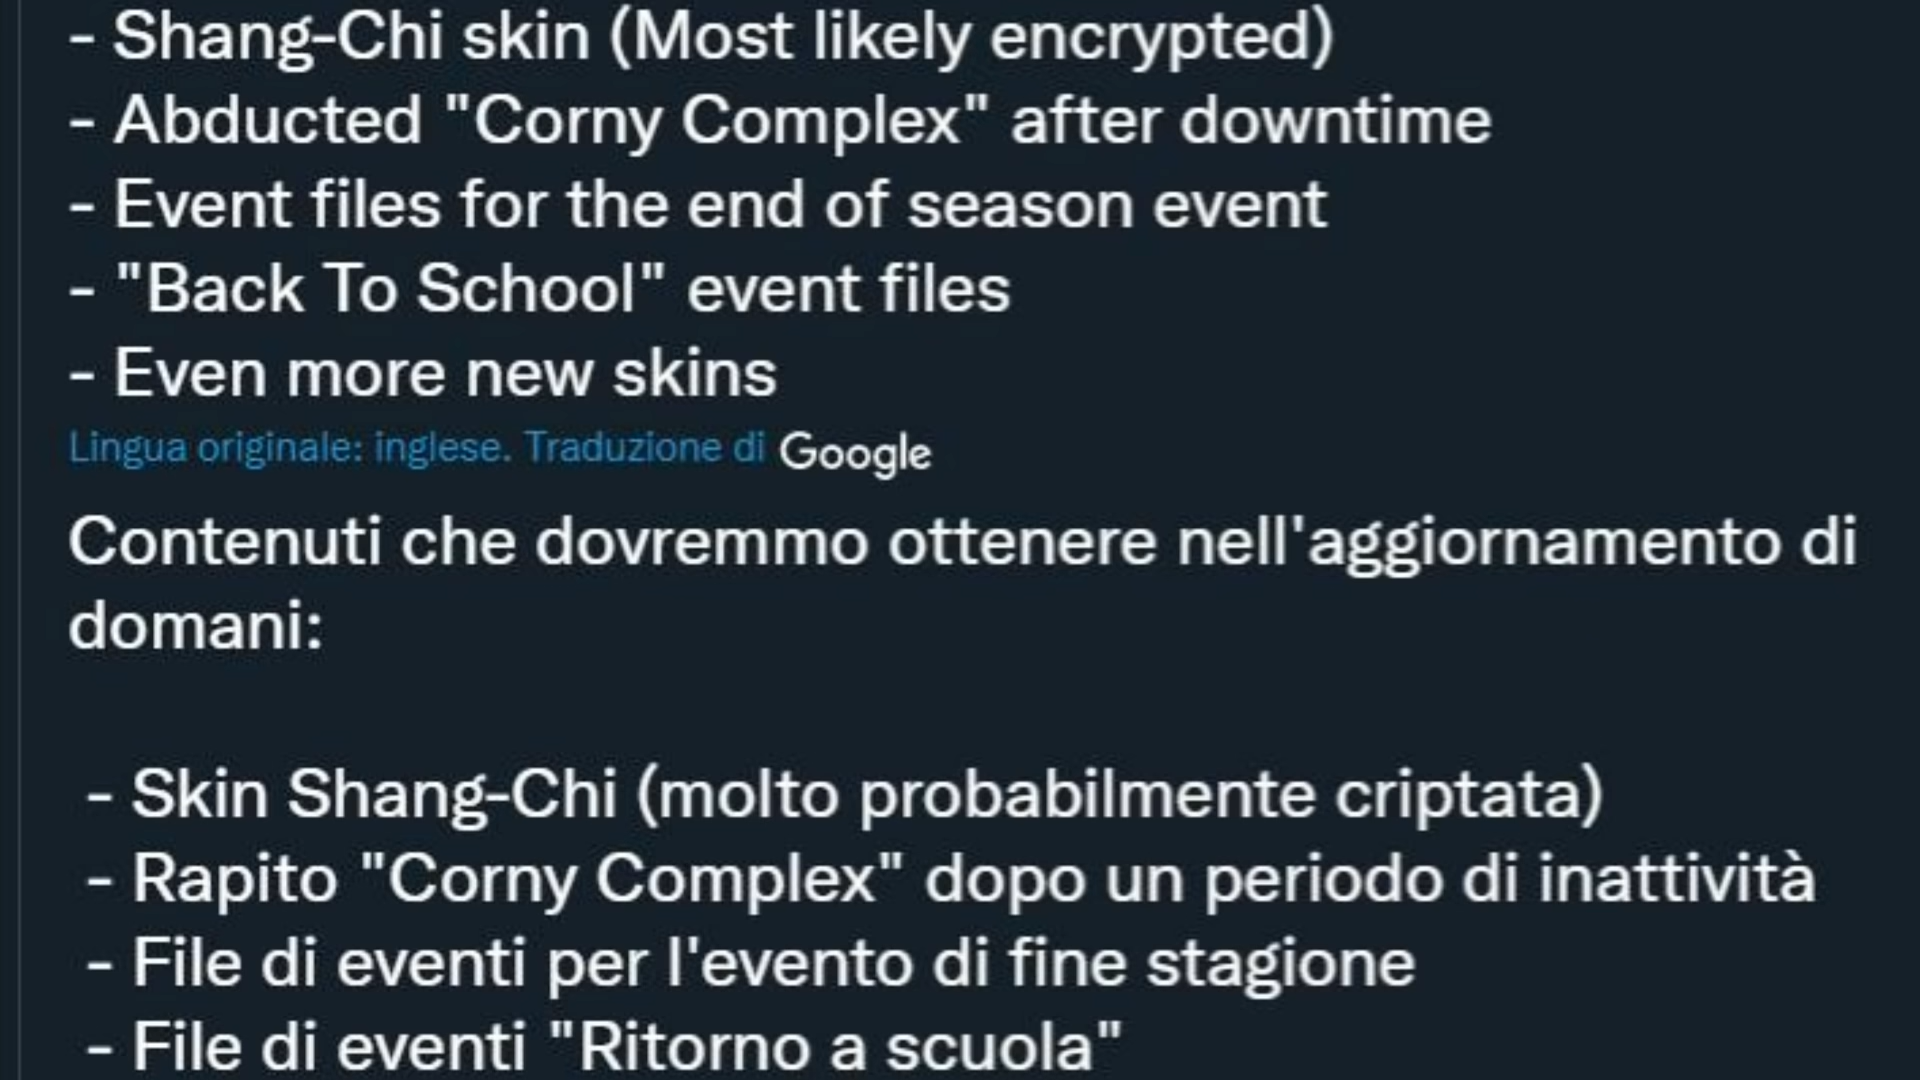 - Shang-Chi skin (Most likely encrypted)
- Abducted "Corny Complex" after downtime
- Event files for the end of season event
- "Back To School" event files
- Even more new skins
Lingua originale: inglese. Traduzione di Google
Contenuti che dovremmo ottenere nell'aggiornamento di
domani:
- Skin Shang-Chi (molto probabilmente criptata)
- Rapito "Corny Complex" dopo un periodo di inattività
- File di eventi per l'evento di fine stagione
- File di eventi "Ritorno a scuola"